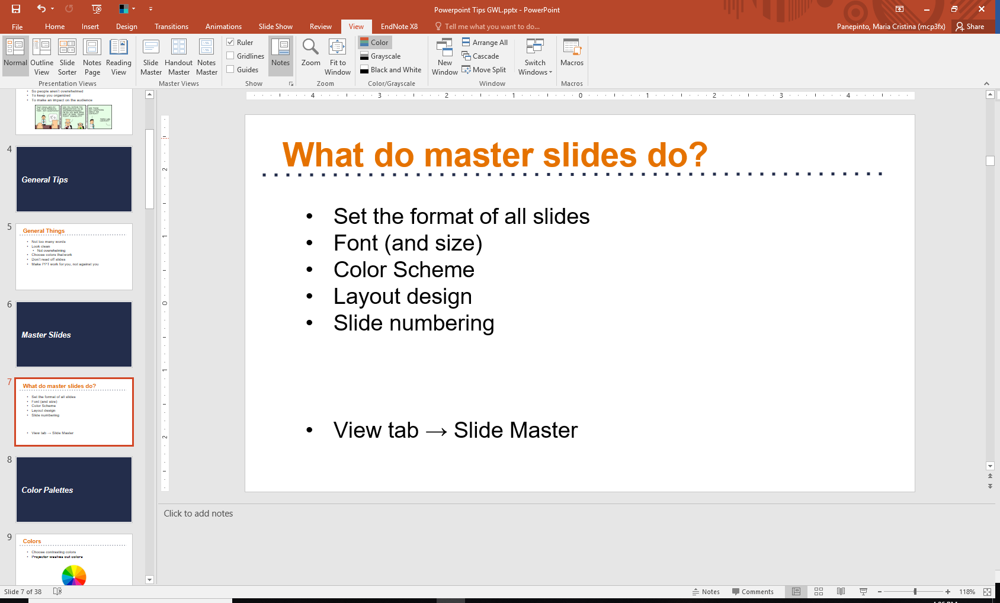 Powerpoint Tips GWL.pptx - PowerPoint
File Home Insert Design Transitions Animations Slide Show Review View EndNote X8 Tell me what you want to do... Panepinto, Maria Cristina (mcp3fx) Share
Normal Outline View Slide Sorter Notes Page Reading View
Presentation Views
Slide Master Handout Master Notes Master
Master Views
Ruler
Gridlines
Guides
Show
Notes
Zoom Fit to Window
Zoom
Color
Grayscale
Black and White
Color/Grayscale
New Window
Arrange All
Cascade
Move Split
Switch Windows
Window
Macros
Macros
• So people aren't overwhelmed
• To keep you organized
• To make an impact on the audience
4
General Tips
5
General Things
• Not too many words
• Look clean
• Not overwhelming
• Choose colors that work
• Don't read off slides
• Make PPT work for you, not against you
6
Master Slides
7
What do master slides do?
• Set the format of all slides
• Font (and size)
• Color Scheme
• Layout design
• Slide numbering
• View tab → Slide Master
8
Color Palettes
9
Colors
• Choose contrasting colors
• Projector washes out colors
4 3 2 1 0 1 2 3 4
2
1
0
1
2
What do master slides do?
• Set the format of all slides
• Font (and size)
• Color Scheme
• Layout design
• Slide numbering
• View tab → Slide Master
Click to add notes
Slide 7 of 38 Notes Comments 118%